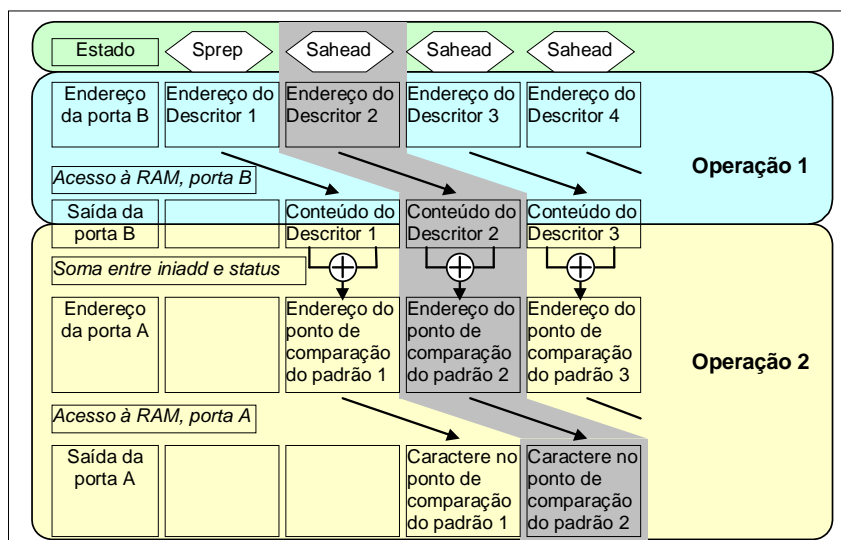 Estado
Sprep
Sahead
Sahead
Sahead
Endereço
da porta B
Endereço do
Descritor 1
Endereço do
Descritor 2
Endereço do
Descritor 3
Endereço do
Descritor 4
Operação 1
Acesso à RAM, porta B
Saída da
porta B
Conteúdo do
Descritor 1
Conteúdo do
Descritor 2
Conteúdo do
Descritor 3
Soma entre iniadd e status
Endereço
da porta A
Endereço do
ponto de
comparação
do padrão 1
Endereço do
ponto de
comparação
do padrão 2
Endereço do
ponto de
comparação
do padrão 3
Operação 2
Acesso à RAM, porta A
Saída da
porta A
Caractere no
ponto de
comparação
do padrão 1
Caractere no
ponto de
comparação
do padrão 2